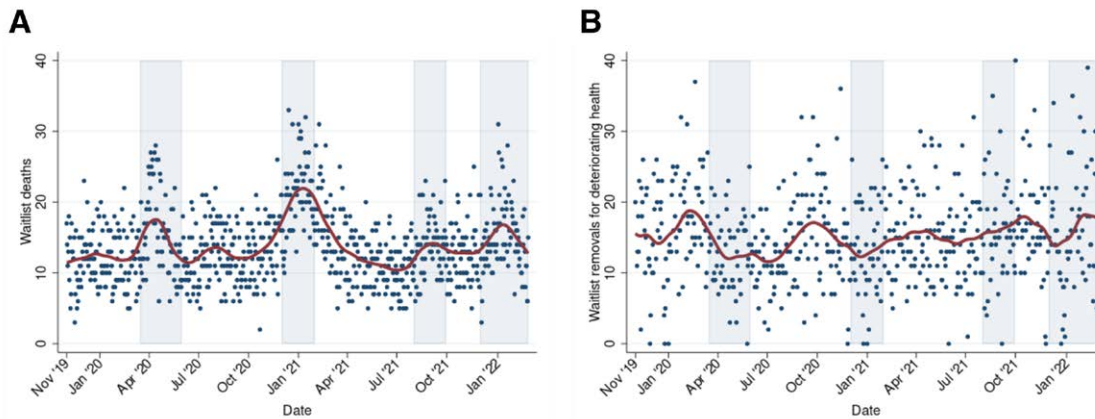 A
Waitlist deaths
40
30
20
10
0
Nov '19
Jan '20
Apr '20
Jul '20
Oct '20
Jan '21
Apr '21
Jul '21
Oct '21
Jan '22
Date
B
Waitlist removals for deteriorating health
40
30
20
10
0
Nov '19
Jan '20
Apr '20
Jul '20
Oct '20
Jan '21
Apr '21
Jul '21
Oct '21
Jan '22
Date